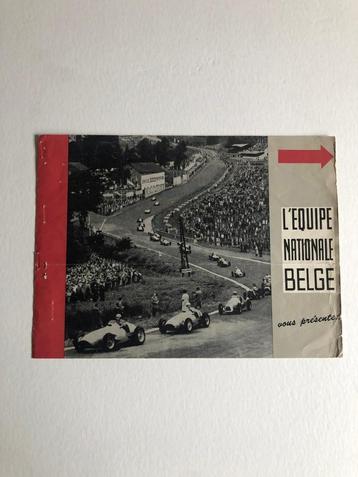 L'EQUIPE
NATIONALE
BELGE
vous présente: